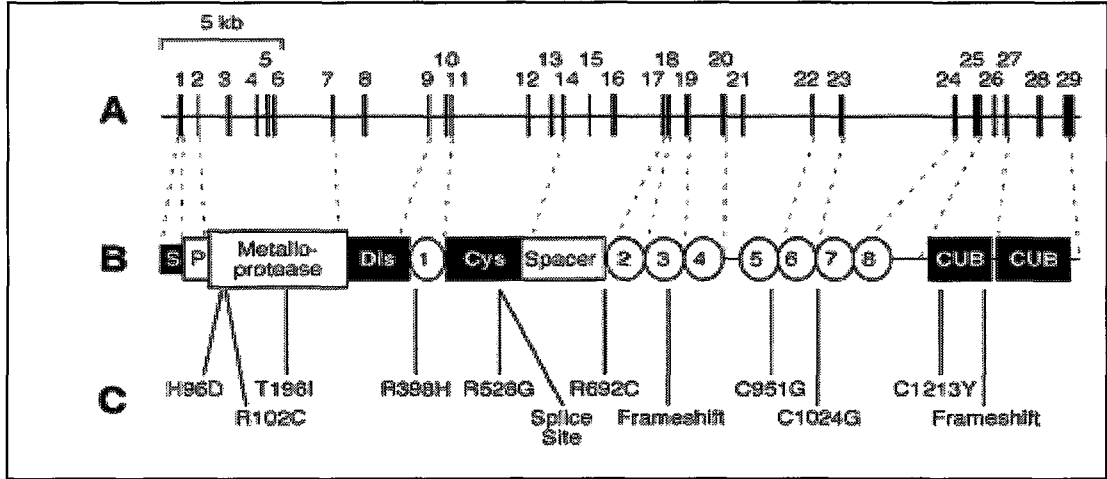 5 kb
5 10 13 15 18 20 25 27
1 2 3 4 6 7 8 9 11 12 14 16 17 19 21 22 23 24 26 28 29
A
B S P Metallo-protease Dis 1 Cys Spacer 2 3 4 5 6 7 8 CUB CUB
C H96D T196I R398H R528G R692C C951G C1213Y
R102C Splice Site Frameshift C1024G Frameshift